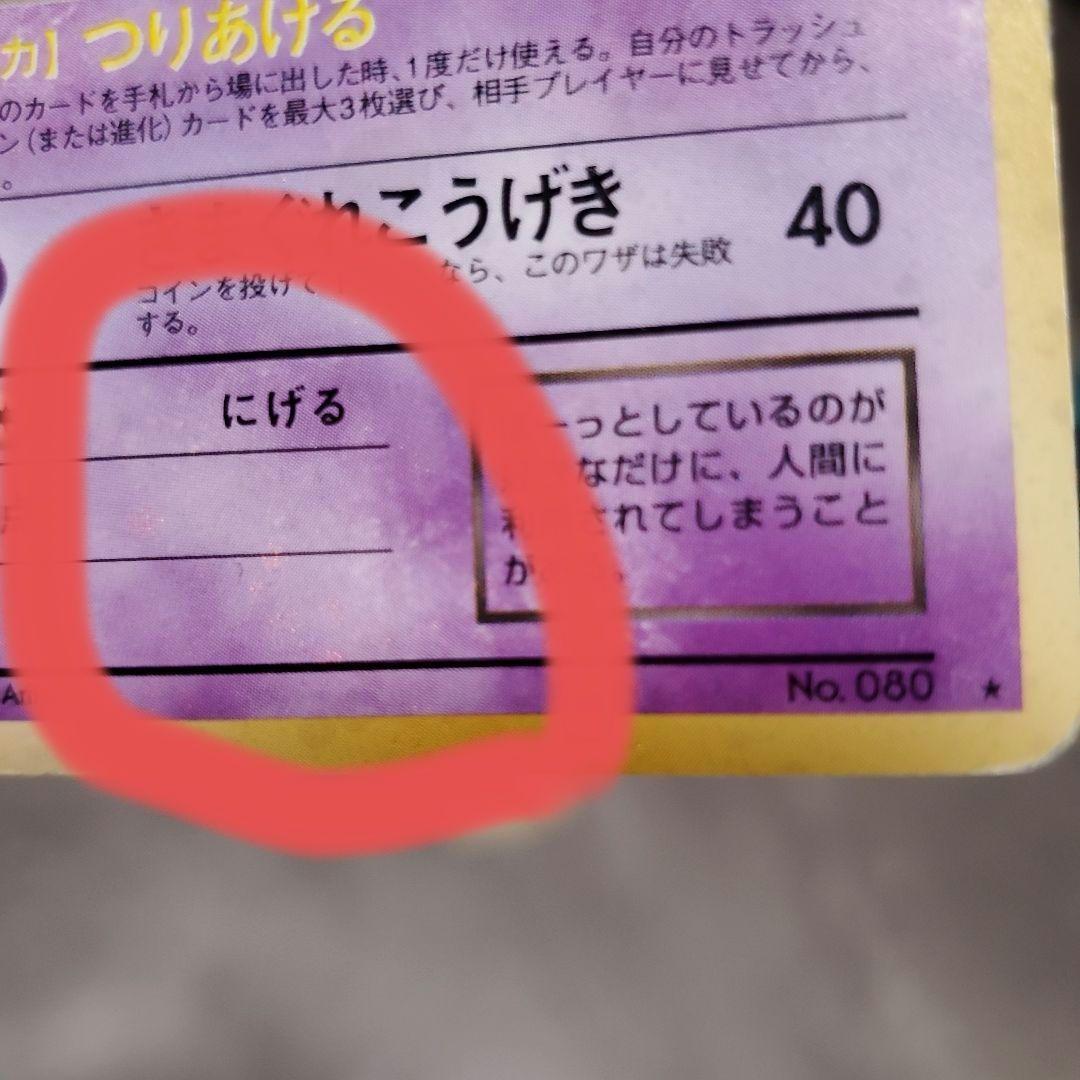 力】つりあげる
のカードを手札から場に出した時、1度だけ使える。自分のトラッシュ
ン(または進化)カードを最大3枚選び、相手プレイヤーに見せてから、
。
ぐれこうげき 40
コインを投げて なら、このワザは失敗
する。
にげる
ーっとしているのが
なだけに、人間に
されてしまうこと
が
No. 080 ★